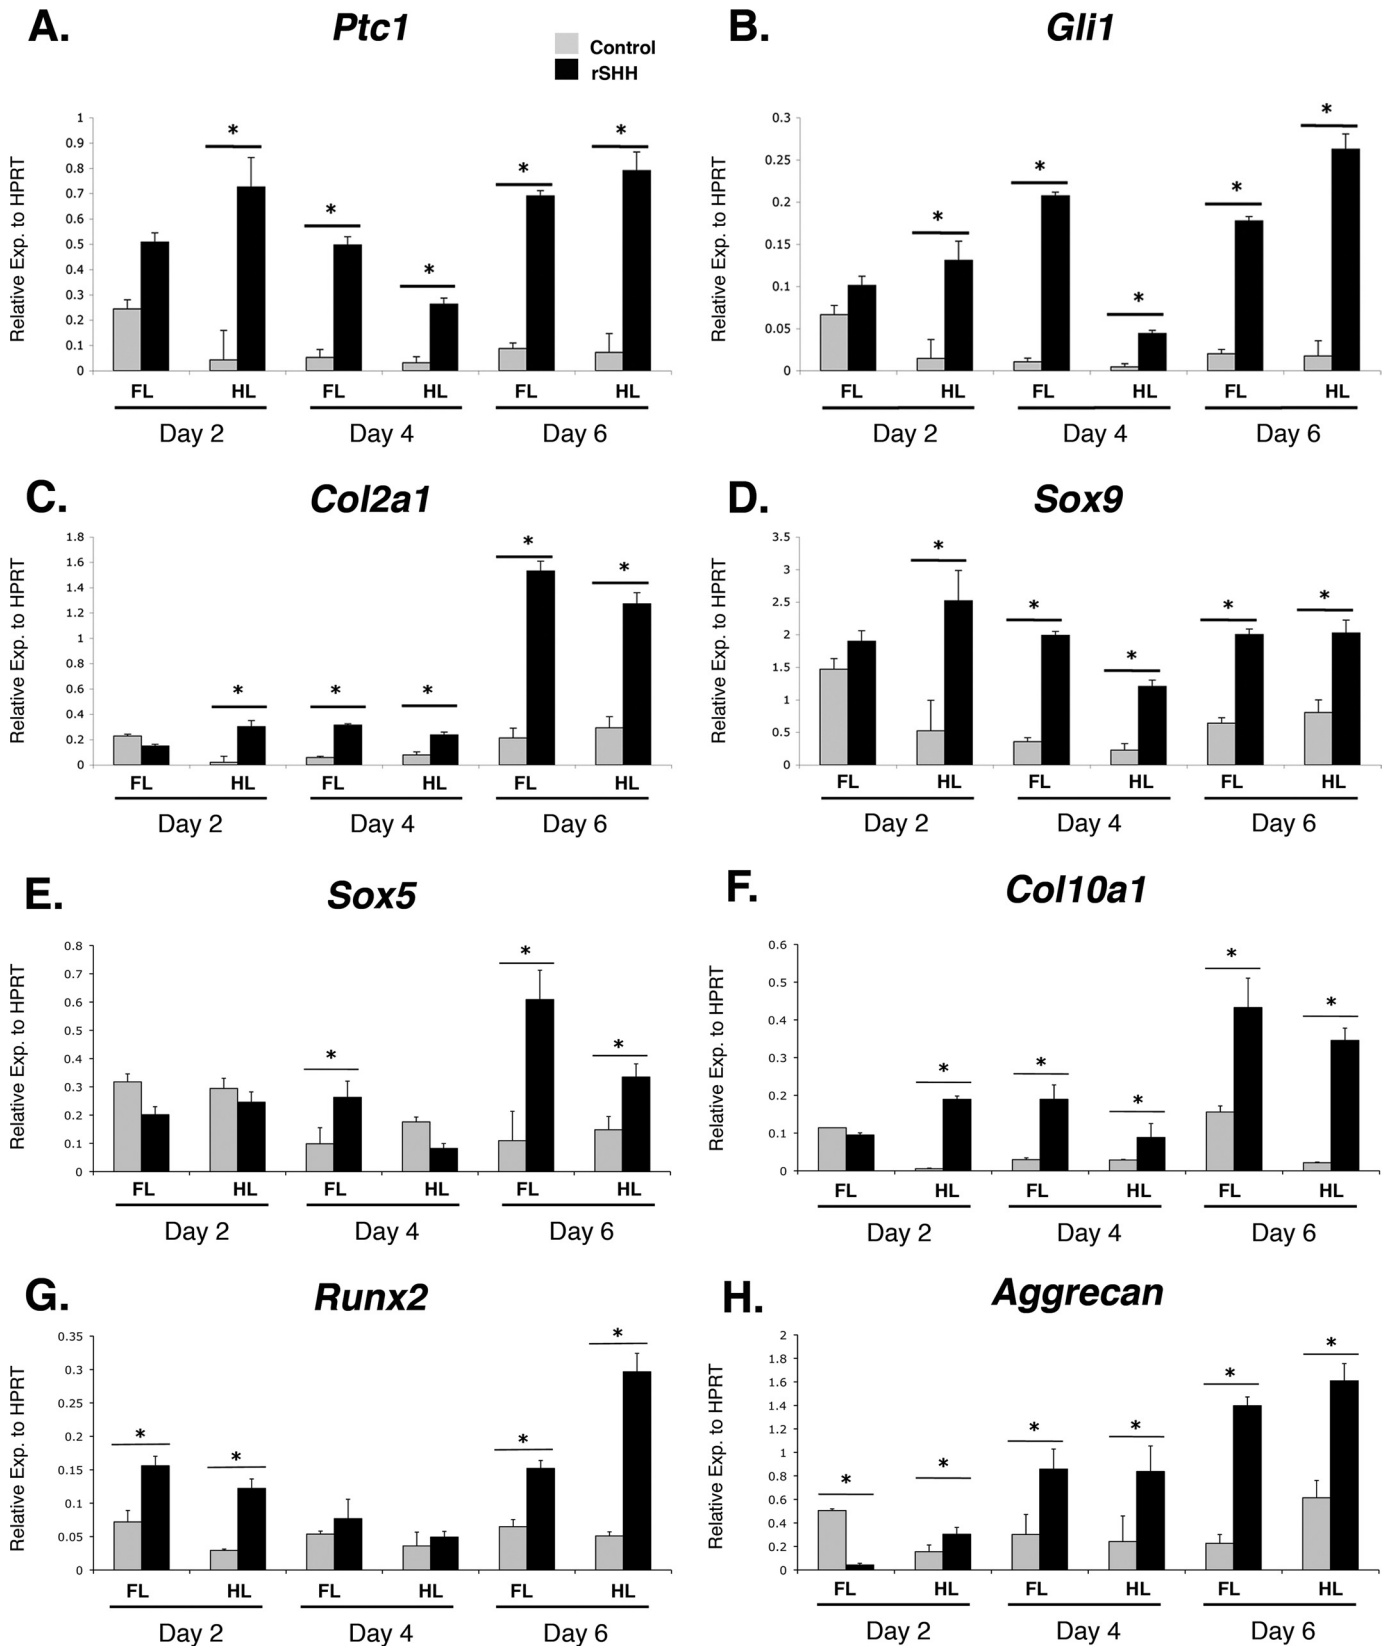 A. Ptc1
Control
rSHH
Relative Exp. to HPRT
1
0.9
0.8
0.7
0.6
0.5
0.4
0.3
0.2
0.1
0
* * * * *
FL HL FL HL FL HL
Day 2 Day 4 Day 6
B. Gli1
Relative Exp. to HPRT
0.3
0.25
0.2
0.15
0.1
0.05
0
* * * * *
FL HL FL HL FL HL
Day 2 Day 4 Day 6
C. Col2a1
Relative Exp. to HPRT
1.8
1.6
1.4
1.2
1
0.8
0.6
0.4
0.2
0
* * * * *
FL HL FL HL FL HL
Day 2 Day 4 Day 6
D. Sox9
Relative Exp. to HPRT
3.5
3
2.5
2
1.5
1
0.5
0
* * * * *
FL HL FL HL FL HL
Day 2 Day 4 Day 6
E. Sox5
Relative Exp. to HPRT
0.8
0.7
0.6
0.5
0.4
0.3
0.2
0.1
0
* * *
FL HL FL HL FL HL
Day 2 Day 4 Day 6
F. Col10a1
Relative Exp. to HPRT
0.6
0.5
0.4
0.3
0.2
0.1
0
* * * * *
FL HL FL HL FL HL
Day 2 Day 4 Day 6
G. Runx2
Relative Exp. to HPRT
0.35
0.3
0.25
0.2
0.15
0.1
0.05
0
* * * *
FL HL FL HL FL HL
Day 2 Day 4 Day 6
H. Aggrecan
Relative Exp. to HPRT
2
1.8
1.6
1.4
1.2
1
0.8
0.6
0.4
0.2
0
* * * * * *
FL HL FL HL FL HL
Day 2 Day 4 Day 6